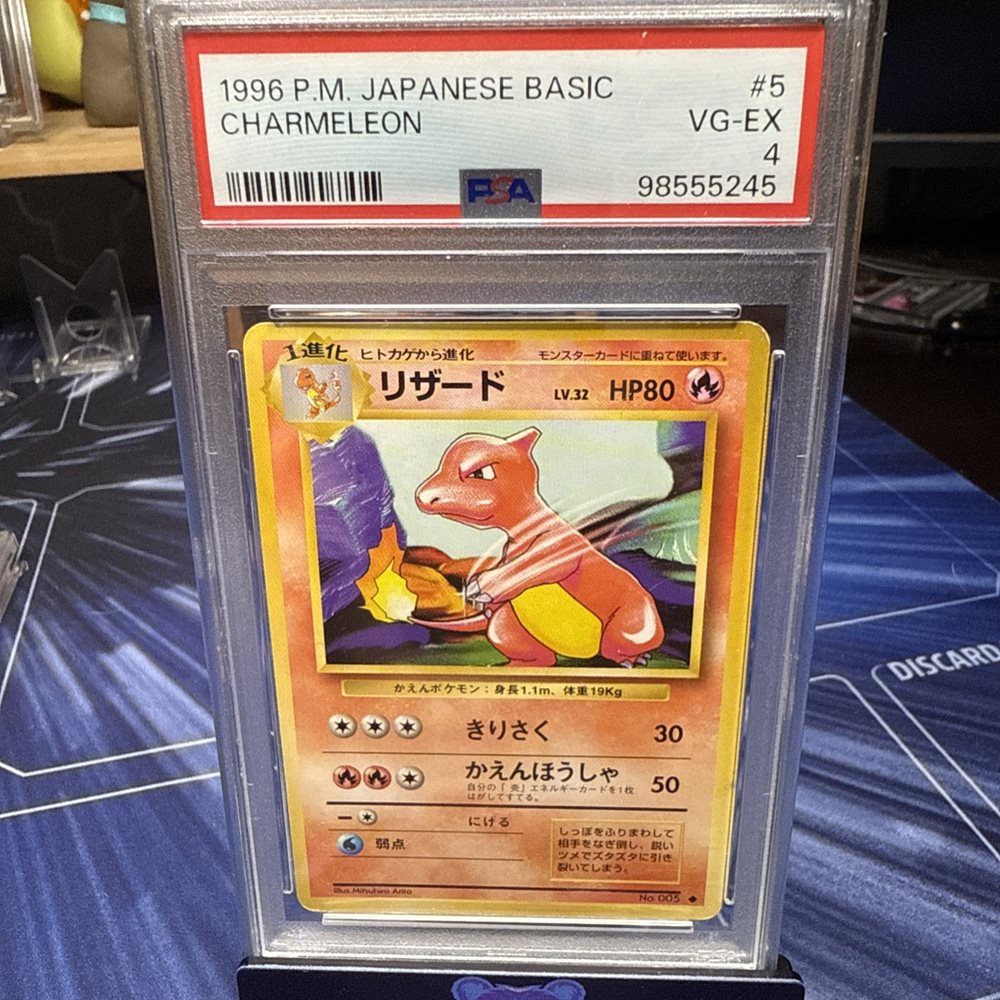 1996 P.M. JAPANESE BASIC #5
CHARMELEON VG-EX
4
PSA 98555245
1進化 ヒトカゲから進化 モンスターカードに重ねて使います。
リザード LV.32 HP80
かえんポケモン：身長1.1m、体重19Kg
きりさく 30
かえんほうしゃ 50
自分の「炎」エネルギーカードを1枚
はがしてすてる。
ー にげる
弱点
しっぽをふりまわして
相手をなぎ倒し、鋭い
ツメでズタズタに引き
裂いてしまう。
Illus.Mitsuhiro Arita No.005
DISCARD